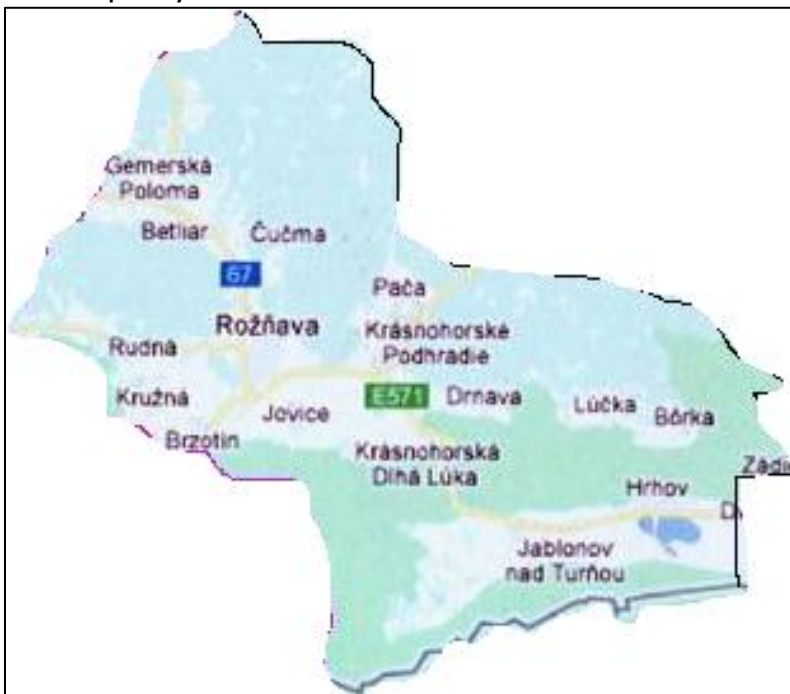 Gemerská
Poloma
Betliar
Čučma
67
Pača
Rožňava
Krásnohorské
Podhradie
Rudná
Kružná
E571
Drnava
Jovice
Lúčka
Bôrka
Brzotín
Krásnohorská
Dlhá Lúka
Hrhov
Jablonov
nad Turňou